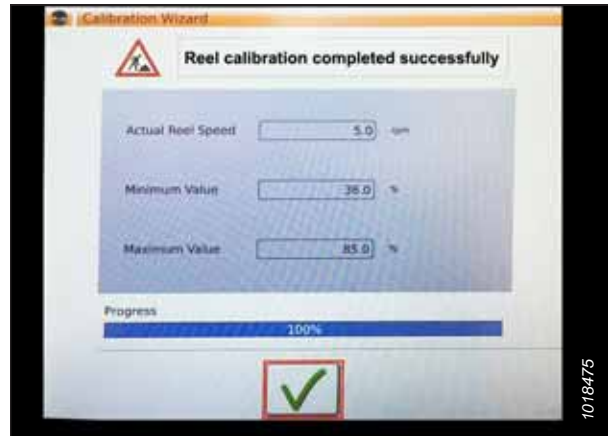 Calibration Wizard
Reel calibration completed successfully
Actual Reel Speed 5.0 rpm
Minimum Value 36.0 %
Maximum Value 85.0 %
Progress
100%
1018475